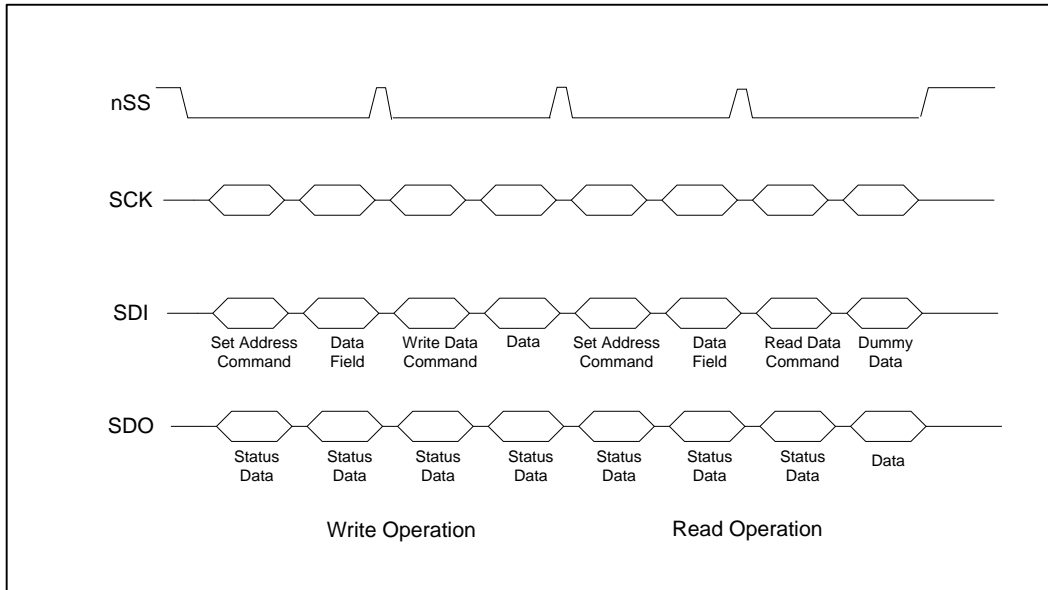 nSS
SCK
SDI
Set Address
Command
Data
Field
Write Data
Command
Data
Set Address
Command
Data
Field
Read Data
Command
Dummy
Data
SDO
Status
Data
Status
Data
Status
Data
Status
Data
Status
Data
Status
Data
Status
Data
Data
Write Operation
Read Operation